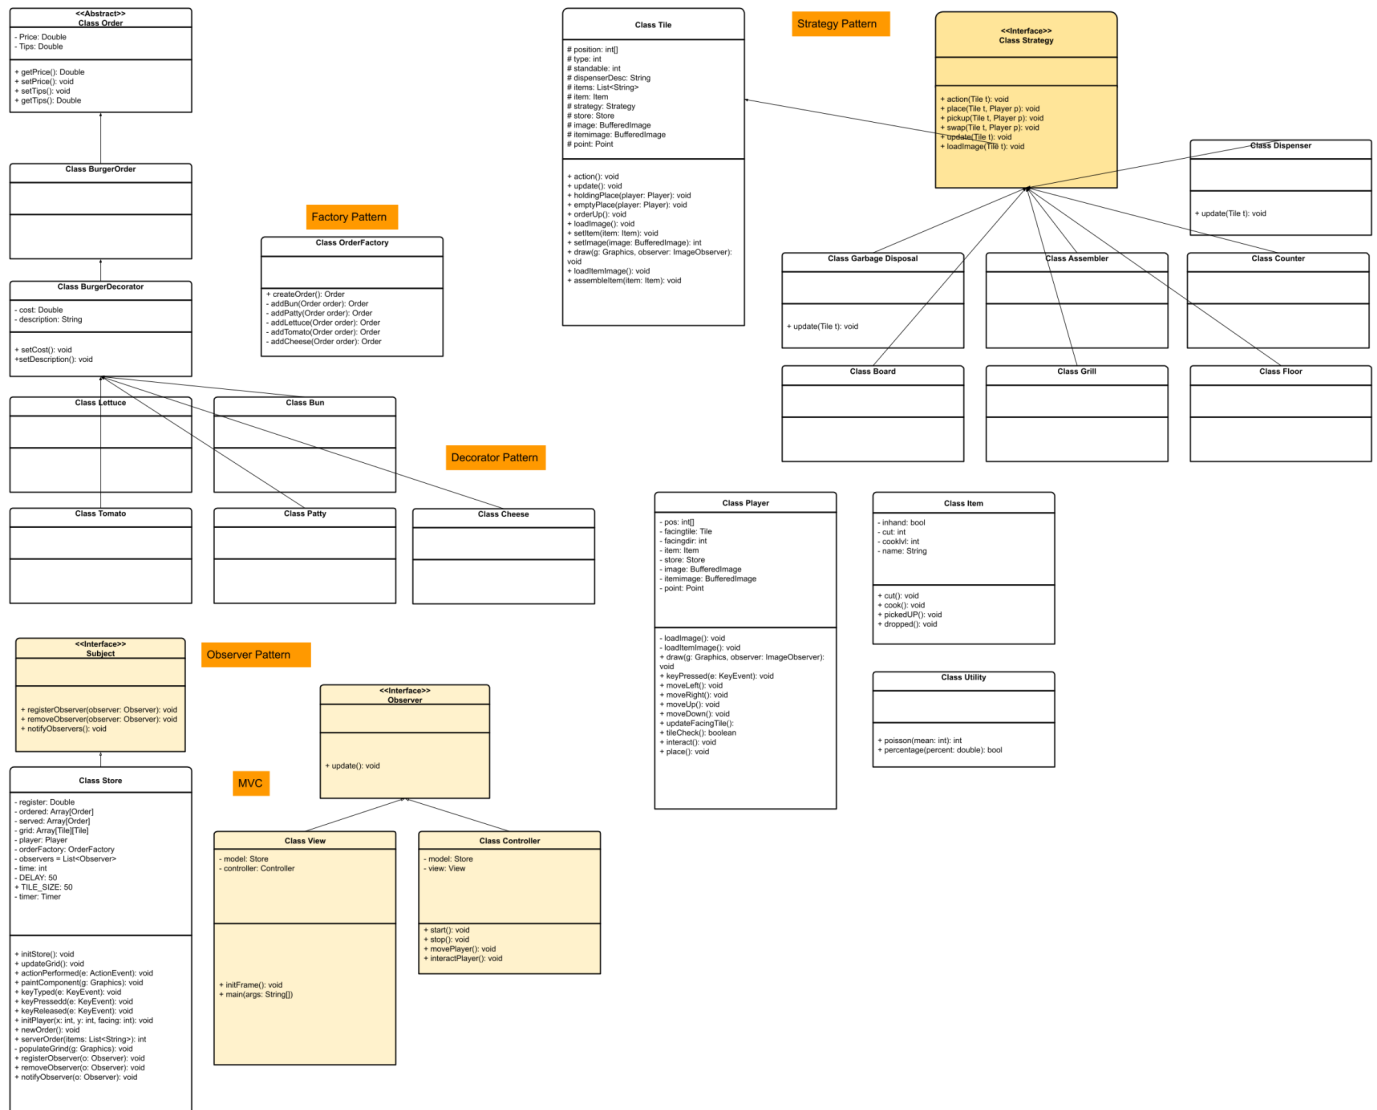 <<Abstract>>
Class Order
- Price: Double
- Tips: Double
+ getPrice(): Double
+ setPrice(): void
+ setTips(): void
+ getTips(): Double
Class BurgerOrder
Class BurgerDecorator
- cost: Double
- description: String
+ setCost(): void
+setDescription(): void
Class Lettuce
Class Bun
Class Tomato
Class Patty
Class Cheese
Decorator Pattern
Factory Pattern
Class OrderFactory
+ createOrder(): Order
- addBun(Order order): Order
- addPatty(Order order): Order
- addLettuce(Order order): Order
- addTomato(Order order): Order
- addCheese(Order order): Order
Class Tile
# position: int[]
# type: int
# standable: int
# dispenserDesc: String
# items: List<String>
# item: Item
# strategy: Strategy
# store: Store
# image: BufferedImage
# itemimage: BufferedImage
# point: Point
+ action(): void
+ update(): void
+ holdingPlace(player: Player): void
+ emptyPlace(player: Player): void
+ orderUp(): void
+ loadImage(): void
+ setItem(item: Item): void
+ setImage(image: BufferedImage): int
+ draw(g: Graphics, observer: ImageObserver):
void
+ loadItemImage(): void
+ assembleItem(item: Item): void
Strategy Pattern
<<Interface>>
Class Strategy
+ action(Tile t): void
+ place(Tile t, Player p): void
+ pickup(Tile t, Player p): void
+ swap(Tile t, Player p): void
+ update(Tile t): void
+ loadImage(Tile t): void
Class Dispenser
+ update(Tile t): void
Class Garbage Disposal
+ update(Tile t): void
Class Assembler
Class Counter
Class Board
Class Grill
Class Floor
Class Player
- pos: int[]
- facingtile: Tile
- facingdir: int
- item: Item
- store: Store
- image: BufferedImage
- itemimage: BufferedImage
- point: Point
- loadImage(): void
- loadItemImage(): void
+ draw(g: Graphics, observer: ImageObserver):
void
+ keyPressed(e: KeyEvent): void
+ moveLeft(): void
+ moveRight(): void
+ moveUp(): void
+ moveDown(): void
+ updateFacingTile():
+ tileCheck(): boolean
+ interact(): void
+ place(): void
Class Item
- inhand: bool
- cut: int
- cooklvl: int
- name: String
+ cut(): void
+ cook(): void
+ pickedUP(): void
+ dropped(): void
Class Utility
+ poisson(mean: int): int
+ percentage(percent: double): bool
<<Interface>>
Subject
+ registerObserver(observer: Observer): void
+ removeObserver(observer: Observer): void
+ notifyObservers(): void
Observer Pattern
<<Interface>>
Observer
+ update(): void
MVC
Class Store
- register: Double
- ordered: Array[Order]
- served: Array[Order]
- grid: Array[Tile][Tile]
- player: Player
- orderFactory: OrderFactory
- observers = List<Observer>
- time: int
- DELAY: 50
+ TILE_SIZE: 50
- timer: Timer
+ initStore(): void
+ updateGrid(): void
+ actionPerformed(e: ActionEvent): void
+ paintComponent(g: Graphics): void
+ keyTyped(e: KeyEvent): void
+ keyPressedd(e: KeyEvent): void
+ keyReleased(e: KeyEvent): void
+ initPlayer(x: int, y: int, facing: int): void
+ newOrder(): void
+ serverOrder(items: List<String>): int
- populateGrind(g: Graphics): void
+ registerObserver(o: Observer): void
+ removeObserver(o: Observer): void
+ notifyObserver(o: Observer): void
Class View
- model: Store
- controller: Controller
+ initFrame(): void
+ main(args: String[])
Class Controller
- model: Store
- view: View
+ start(): void
+ stop(): void
+ movePlayer(): void
+ interactPlayer(): void